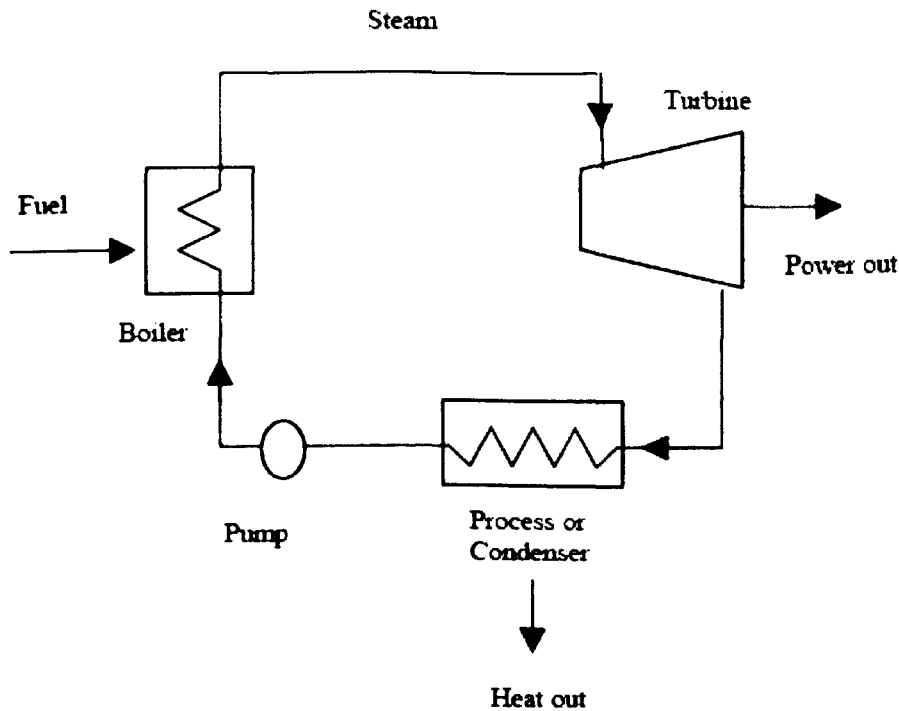 Steam
Turbine
Fuel
Power out
Boiler
Pump
Process or
Condenser
Heat out